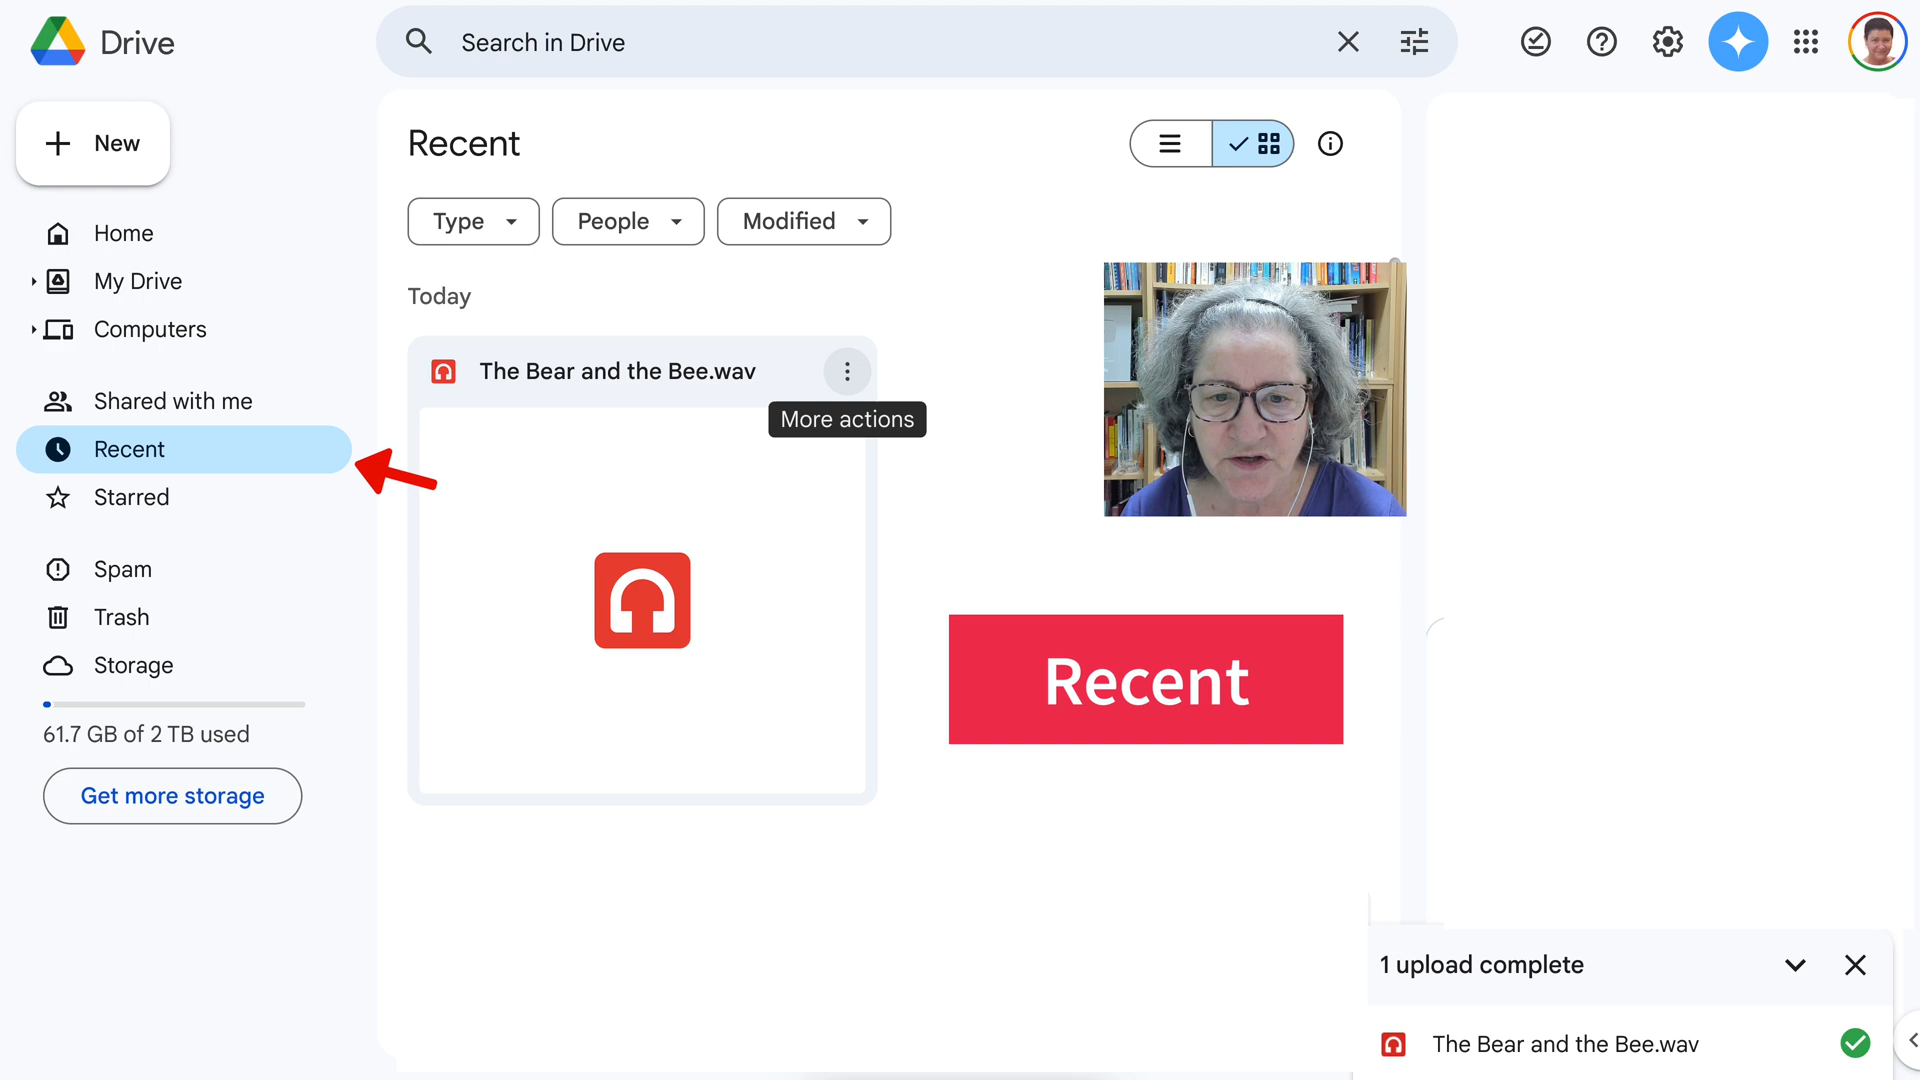 Drive
Search in Drive
New
Home
My Drive
Computers
Shared with me
Recent
Starred
Spam
Trash
Storage
61.7 GB of 2 TB used
Get more storage
Recent
Type
People
Modified
Today
The Bear and the Bee.wav
More actions
Recent
1 upload complete
The Bear and the Bee.wav